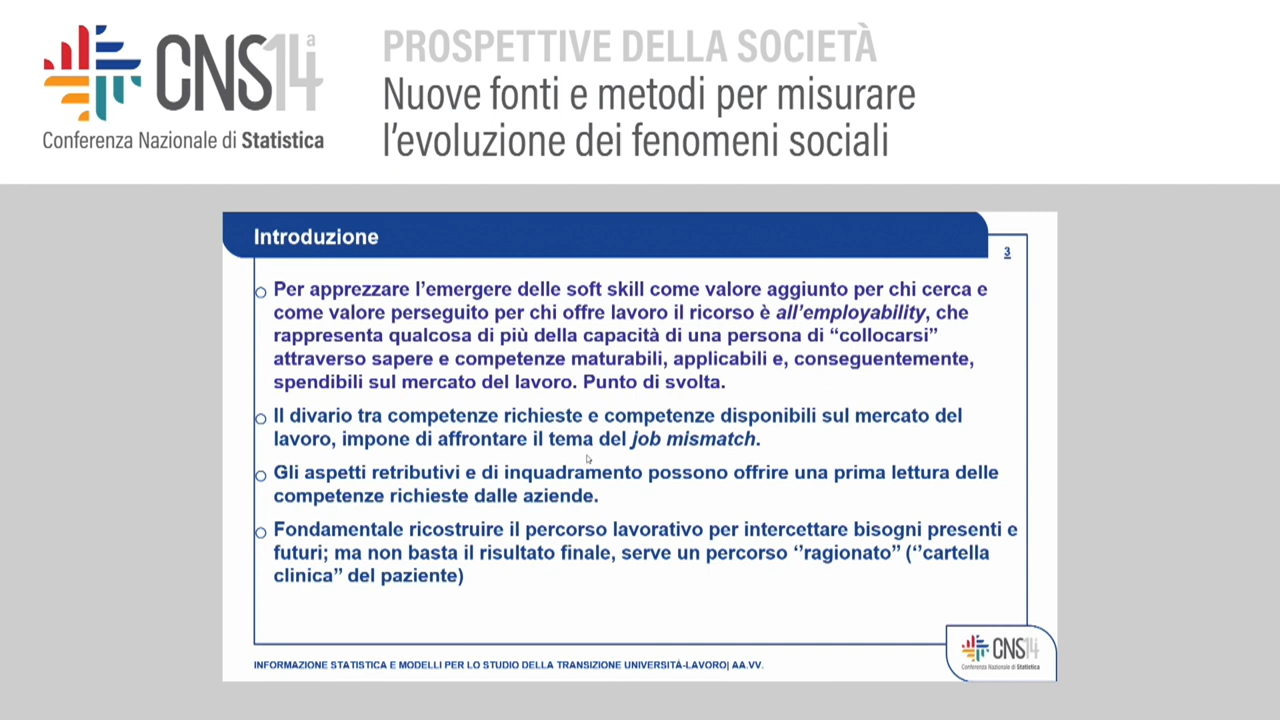 CNS14a
Conferenza Nazionale di Statistica
PROSPETTIVE DELLA SOCIETÀ
Nuove fonti e metodi per misurare
l'evoluzione dei fenomeni sociali
Introduzione
3
Per apprezzare l'emergere delle soft skill come valore aggiunto per chi cerca e
come valore perseguito per chi offre lavoro il ricorso è all'employability, che
rappresenta qualcosa di più della capacità di una persona di “collocarsi”
attraverso sapere e competenze maturabili, applicabili e, conseguentemente,
spendibili sul mercato del lavoro. Punto di svolta.
Il divario tra competenze richieste e competenze disponibili sul mercato del
lavoro, impone di affrontare il tema del job mismatch.
Gli aspetti retributivi e di inquadramento possono offrire una prima lettura delle
competenze richieste dalle aziende.
Fondamentale ricostruire il percorso lavorativo per intercettare bisogni presenti e
futuri; ma non basta il risultato finale, serve un percorso ‘’ragionato” (‘’cartella
clinica” del paziente)
INFORMAZIONE STATISTICA E MODELLI PER LO STUDIO DELLA TRANSIZIONE UNIVERSITÀ-LAVORO| AA.VV.
CNS14
Conferenza Nazionale di Statistica